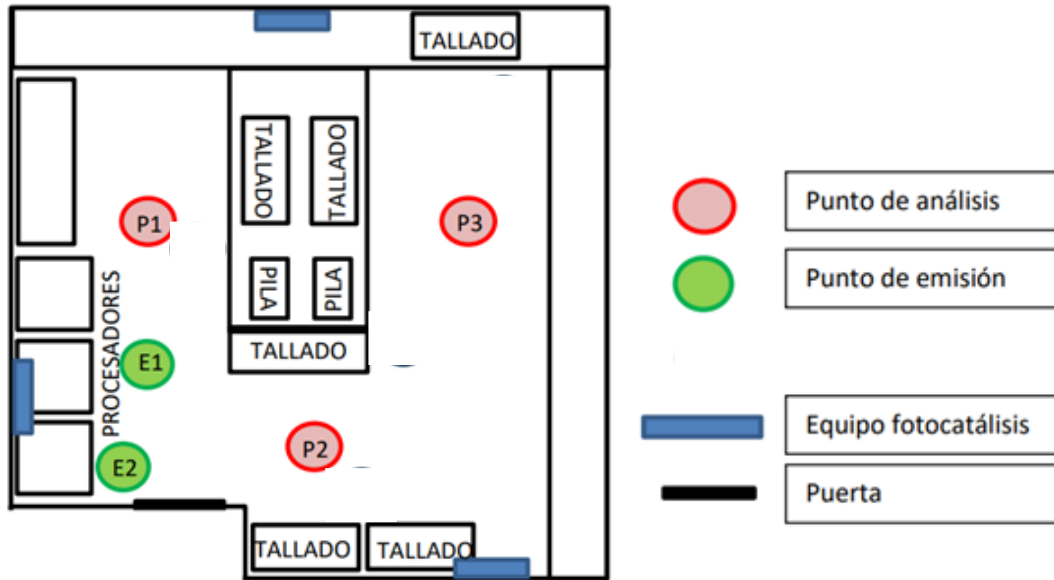 TALLADO
TALLADO
TALLADO
P1
P3
PILA
PILA
PROCESADORES
TALLADO
E1
P2
E2
TALLADO
TALLADO
Punto de análisis
Punto de emisión
Equipo fotocatálisis
Puerta